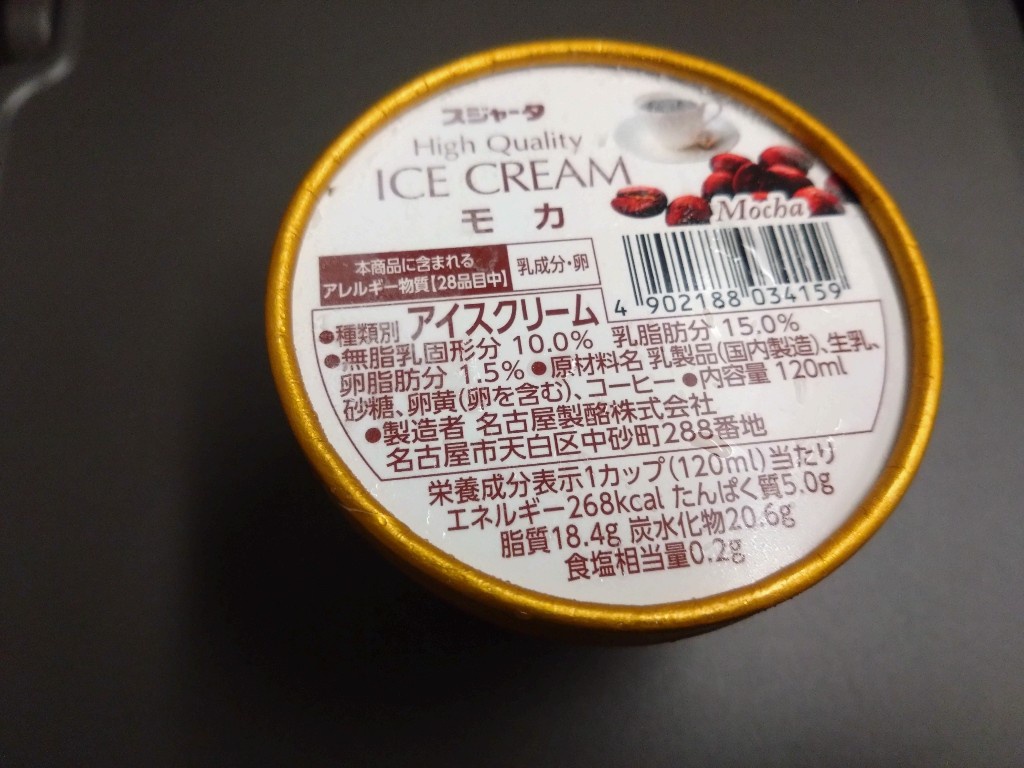 スジャータ
High Quality
ICE CREAM
モカ
Mocha
本商品に含まれる
アレルギー物質【28品目中】
乳成分・卵
4 902188 034159
●種類別 アイスクリーム
●無脂乳固形分 10.0% 乳脂肪分 15.0%
卵脂肪分 1.5% ●原材料名 乳製品(国内製造)、生乳、
砂糖、卵黄(卵を含む)、コーヒー ●内容量 120ml
●製造者 名古屋製酪株式会社
名古屋市天白区中砂町288番地
栄養成分表示1カップ(120ml)当たり
エネルギー268kcal たんぱく質5.0g
脂質18.4g 炭水化物20.6g
食塩相当量0.2g